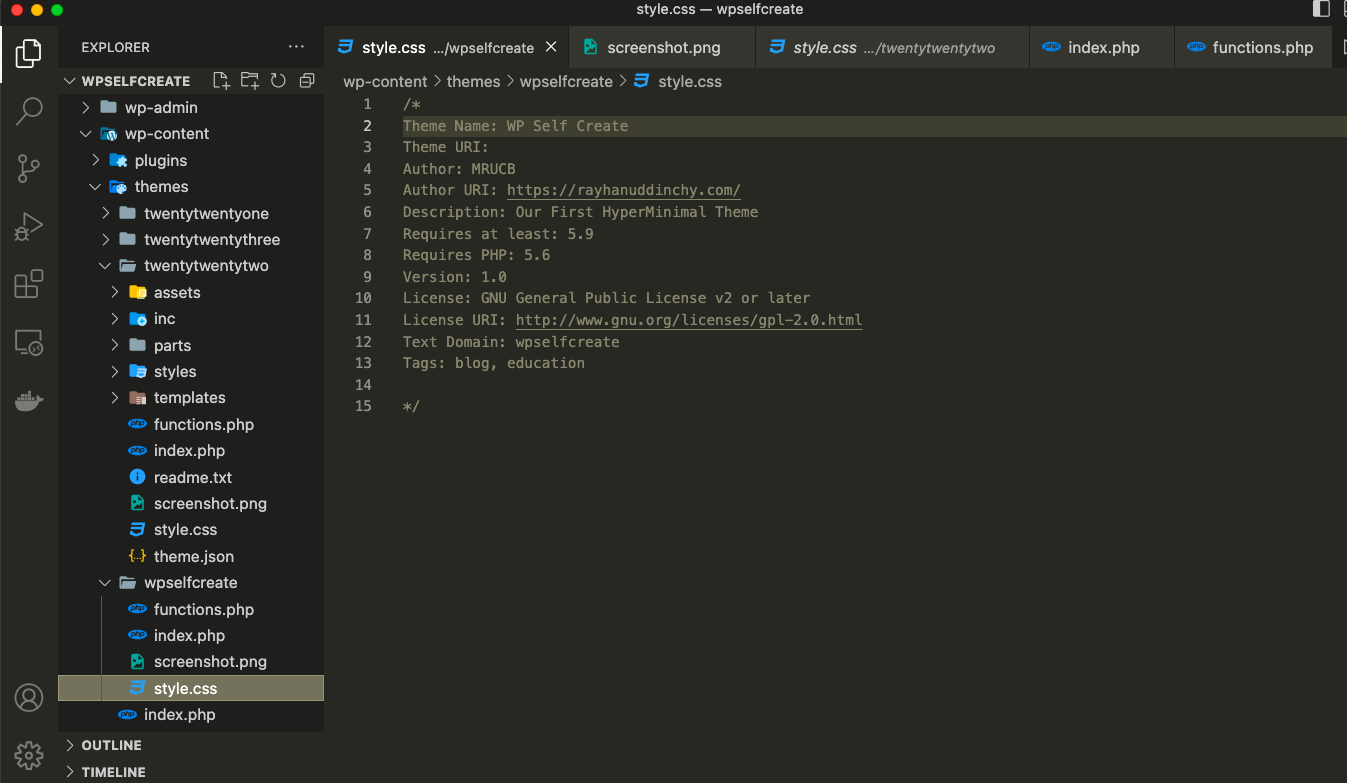 style.css — wpselfcreate
EXPLORER ...
style.css .../wpselfcreate
screenshot.png
style.css .../twentytwentytwo
index.php
functions.php
WPSELFCREATE
wp-admin
wp-content
plugins
themes
twentytwentyone
twentytwentythree
twentytwentytwo
assets
inc
parts
styles
templates
php functions.php
php index.php
readme.txt
screenshot.png
style.css
{..} theme.json
wpselfcreate
php functions.php
php index.php
screenshot.png
style.css
php index.php
OUTLINE
TIMELINE
wp-content > themes > wpselfcreate > style.css
1 /*
2 Theme Name: WP Self Create
3 Theme URI:
4 Author: MRUCB
5 Author URI: https://rayhanuddinchy.com/
6 Description: Our First HyperMinimal Theme
7 Requires at least: 5.9
8 Requires PHP: 5.6
9 Version: 1.0
10 License: GNU General Public License v2 or later
11 License URI: http://www.gnu.org/licenses/gpl-2.0.html
12 Text Domain: wpselfcreate
13 Tags: blog, education
14
15 */